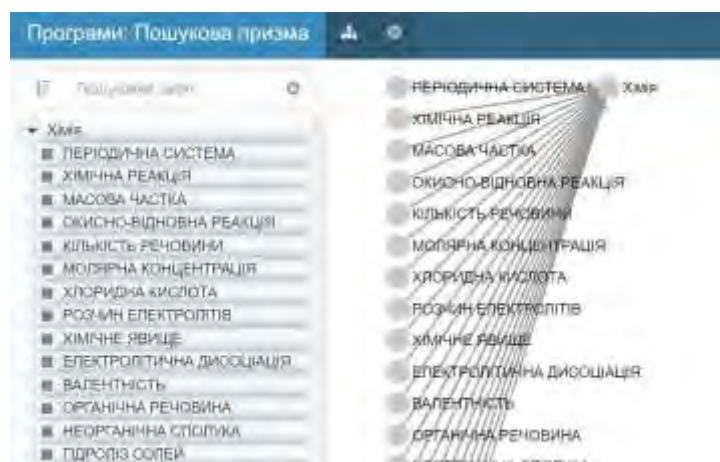 Програми: Пошукова призма
Пошуковий запит
Хімія
ПЕРІОДИЧНА СИСТЕМА
ХІМІЧНА РЕАКЦІЯ
МАСОВА ЧАСТКА
ОКИСНО-ВІДНОВНА РЕАКЦІЯ
КІЛЬКІСТЬ РЕЧОВИНИ
МОЛЯРНА КОНЦЕНТРАЦІЯ
ХЛОРИДНА КИСЛОТА
РОЗЧИН ЕЛЕКТРОЛІТІВ
ХІМІЧНЕ ЯВИЩЕ
ЕЛЕКТРОЛІТИЧНА ДИСОЦІАЦІЯ
ВАЛЕНТНІСТЬ
ОРГАНІЧНА РЕЧОВИНА
НЕОРГАНІЧНА СПОЛУКА
ГІДРОЛІЗ СОЛЕЙ
ПЕРІОДИЧНА СИСТЕМА
Хімія
ХІМІЧНА РЕАКЦІЯ
МАСОВА ЧАСТКА
ОКИСНО-ВІДНОВНА РЕАКЦІЯ
КІЛЬКІСТЬ РЕЧОВИНИ
МОЛЯРНА КОНЦЕНТРАЦІЯ
ХЛОРИДНА КИСЛОТА
РОЗЧИН ЕЛЕКТРОЛІТІВ
ХІМІЧНЕ ЯВИЩЕ
ЕЛЕКТРОЛІТИЧНА ДИСОЦІАЦІЯ
ВАЛЕНТНІСТЬ
ОРГАНІЧНА РЕЧОВИНА